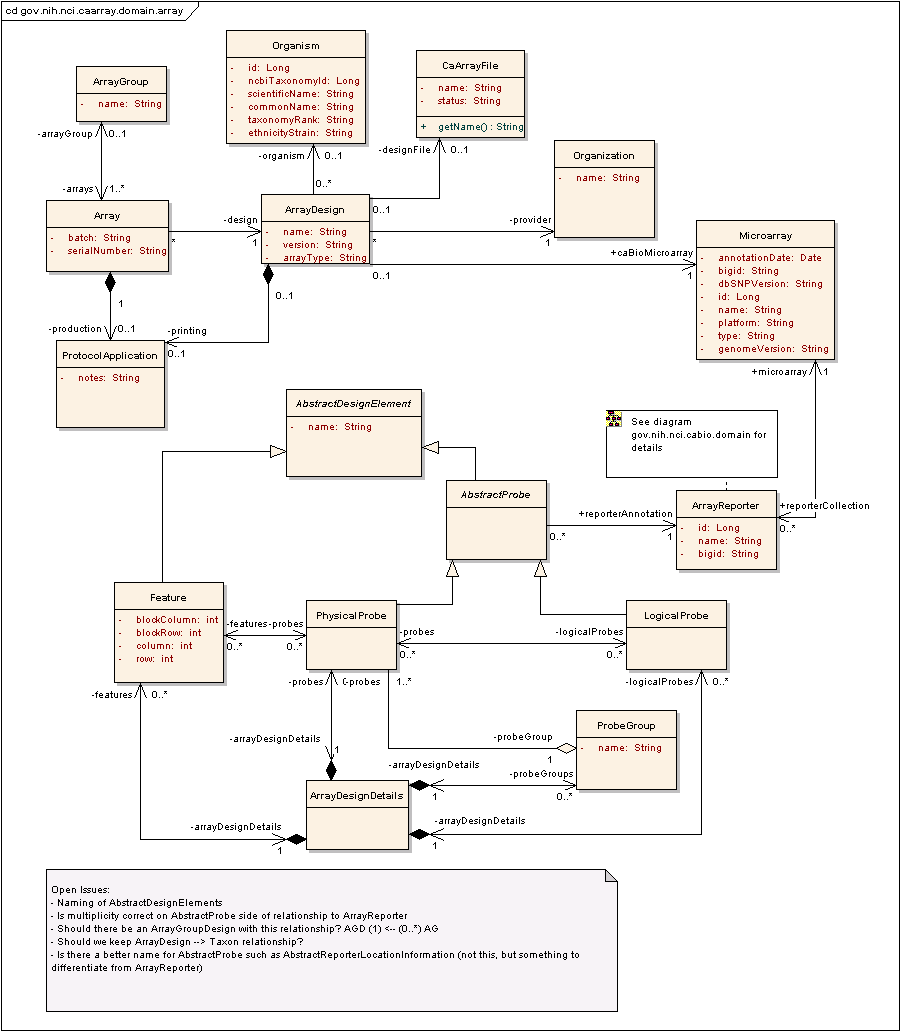 cd gov.nih.nci.caarray.domain.array
ArrayGroup
- name: String
-arrayGroup
0..1
-arrays
1..*
Organism
- id: Long
- ncbiTaxonomyId: Long
- scientificName: String
- commonName: String
- taxonomyRank: String
- ethnicityStrain: String
-organism
0..1
0..*
CaArrayFile
- name: String
- status: String
+ getName() : String
-designFile
0..1
0..1
Organization
- name: String
-provider
*
1
Array
- batch: String
- serialNumber: String
-design
*
1
ArrayDesign
- name: String
- version: String
- arrayType: String
Microarray
- annotationDate: Date
- bigid: String
- dbSNPVersion: String
- id: Long
- name: String
- platform: String
- type: String
- genomeVersion: String
+caBioMicroarray
0..1
1
1
-production
0..1
0..1
-printing
0..1
ProtocolApplication
- notes: String
+microarray
1
AbstractDesignElement
- name: String
See diagram
gov.nih.nci.cabio.domain for
details
AbstractProbe
+reporterAnnotation
0..*
1
ArrayReporter
- id: Long
- name: String
- bigid: String
+reporterCollection
0..*
Feature
- blockColumn: int
- blockRow: int
- column: int
- row: int
-features
-probes
0..*
0..*
PhysicalProbe
-probes
0..*
-logicalProbes
0..*
LogicalProbe
-features
0..*
-probes
-probes
1..*
-logicalProbes
0..*
ProbeGroup
- name: String
-probeGroup
1
-arrayDesignDetails
1
-arrayDesignDetails
1
-probeGroups
0..*
ArrayDesignDetails
-arrayDesignDetails
1
-arrayDesignDetails
1
Open Issues:
- Naming of AbstractDesignElements
- Is multiplicity correct on AbstractProbe side of relationship to ArrayReporter
- Should there be an ArrayGroupDesign with this relationship? AGD (1) <-- (0..*) AG
- Should we keep ArrayDesign --> Taxon relationship?
- Is there a better name for AbstractProbe such as AbstractReporterLocationInformation (not this, but something to
differentiate from ArrayReporter)